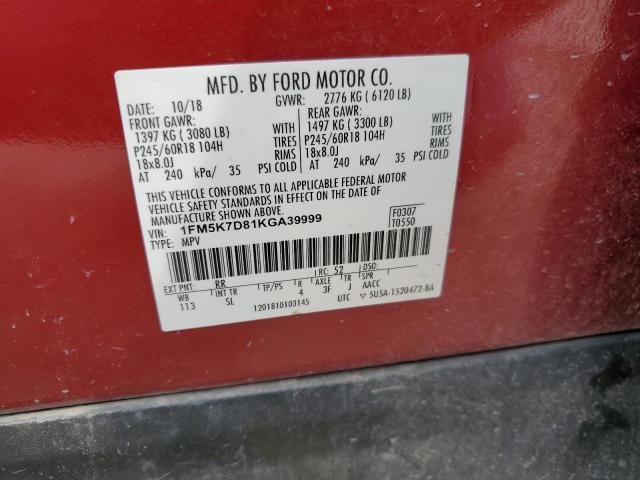 MFD. BY FORD MOTOR CO.
DATE: 10/18 GVWR: 2776 KG ( 6120 LB)
FRONT GAWR: REAR GAWR:
1397 KG ( 3080 LB) 1497 KG ( 3300 LB)
P245/60R18 104H TIRES P245/60R18 104H TIRES
18x8.0J RIMS 18x8.0J RIMS
AT 240 kPa/ 35 PSI COLD AT 240 kPa/ 35 PSI COLD
THIS VEHICLE CONFORMS TO ALL APPLICABLE FEDERAL MOTOR
VEHICLE SAFETY STANDARDS IN EFFECT ON THE DATE OF MANUFACTURE
SHOWN ABOVE.
VIN: 1FM5K7D81KGA39999 F0307
TYPE: MPV T0550
EXT PNT: RR RC: 52 DSO:
WB INT TR TP/PS R AXLE TR SPR
113 SL 4 3F J AACC
1201810103145 UTC 5U5A-1520472-BA